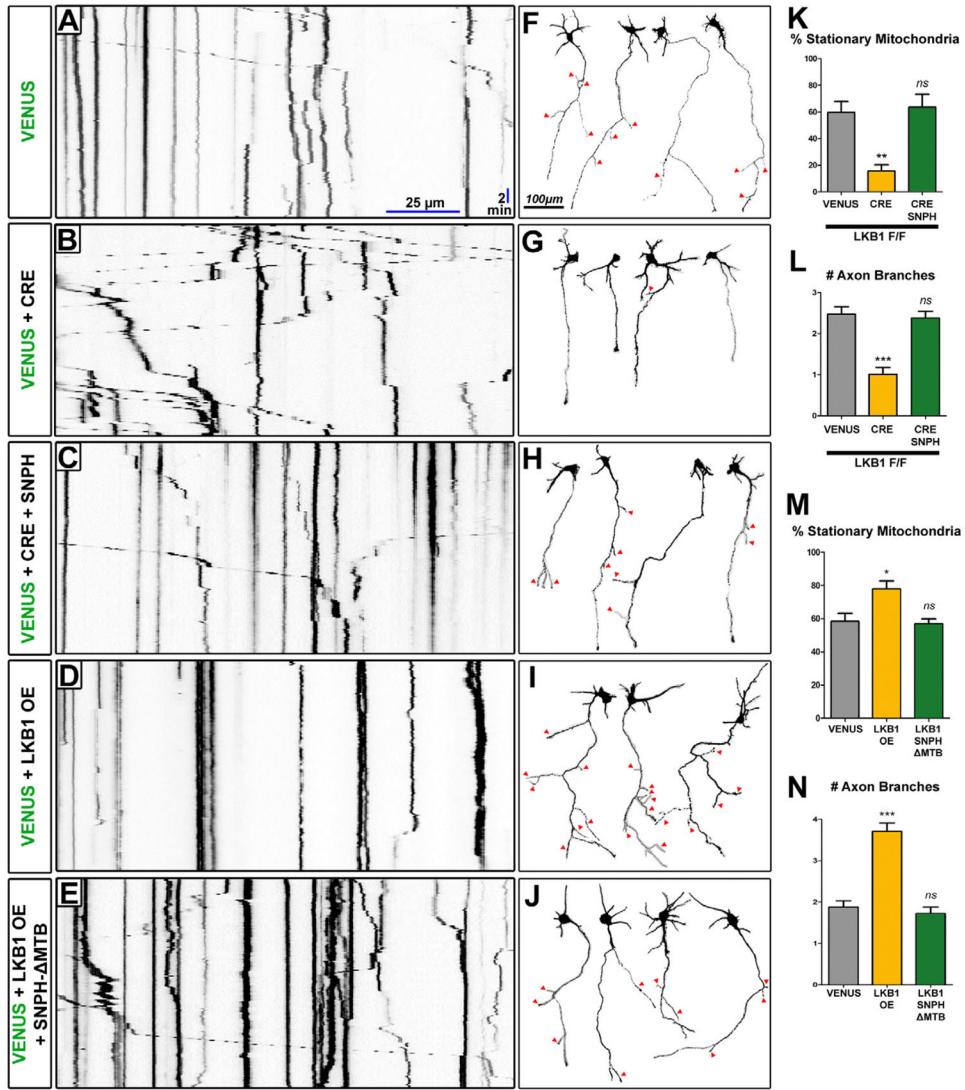 VENUS
A
25 µm
2
min
F
100µm
VENUS + CRE
B
G
VENUS + CRE + SNPH
C
H
VENUS + LKB1 OE
D
I
VENUS + LKB1 OE
+ SNPH-ΔMTB
E
J
K
% Stationary Mitochondria
100
80
60
40
20
0
ns
**
VENUS
CRE
CRE
SNPH
LKB1 F/F
L
# Axon Branches
3
2
1
0
ns
***
VENUS
CRE
CRE
SNPH
LKB1 F/F
M
% Stationary Mitochondria
100
80
60
40
20
0
*
ns
VENUS
LKB1
OE
LKB1
SNPH
ΔMTB
N
# Axon Branches
4
2
0
***
ns
VENUS
LKB1
OE
LKB1
SNPH
ΔMTB